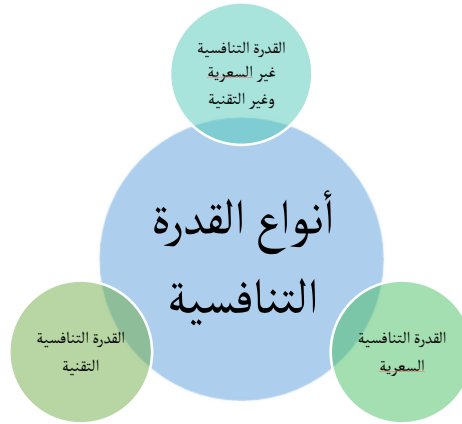 القدرة التنافسية
غير السعرية
وغير التقنية
أنواع القدرة
التنافسية
القدرة التنافسية
السعرية
القدرة التنافسية
التقنية